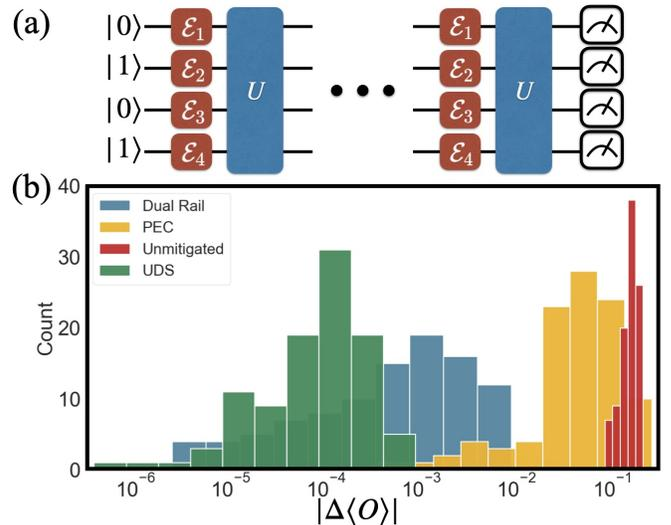 (a)
|0⟩ ℰ₁ ℰ₁
|1⟩ ℰ₂ ℰ₂
U ... U
|0⟩ ℰ₃ ℰ₃
|1⟩ ℰ₄ ℰ₄
(b)
40
30
20
10
0
Count
Dual Rail
PEC
Unmitigated
UDS
10⁻⁶ 10⁻⁵ 10⁻⁴ 10⁻³ 10⁻² 10⁻¹
|Δ⟨O⟩|